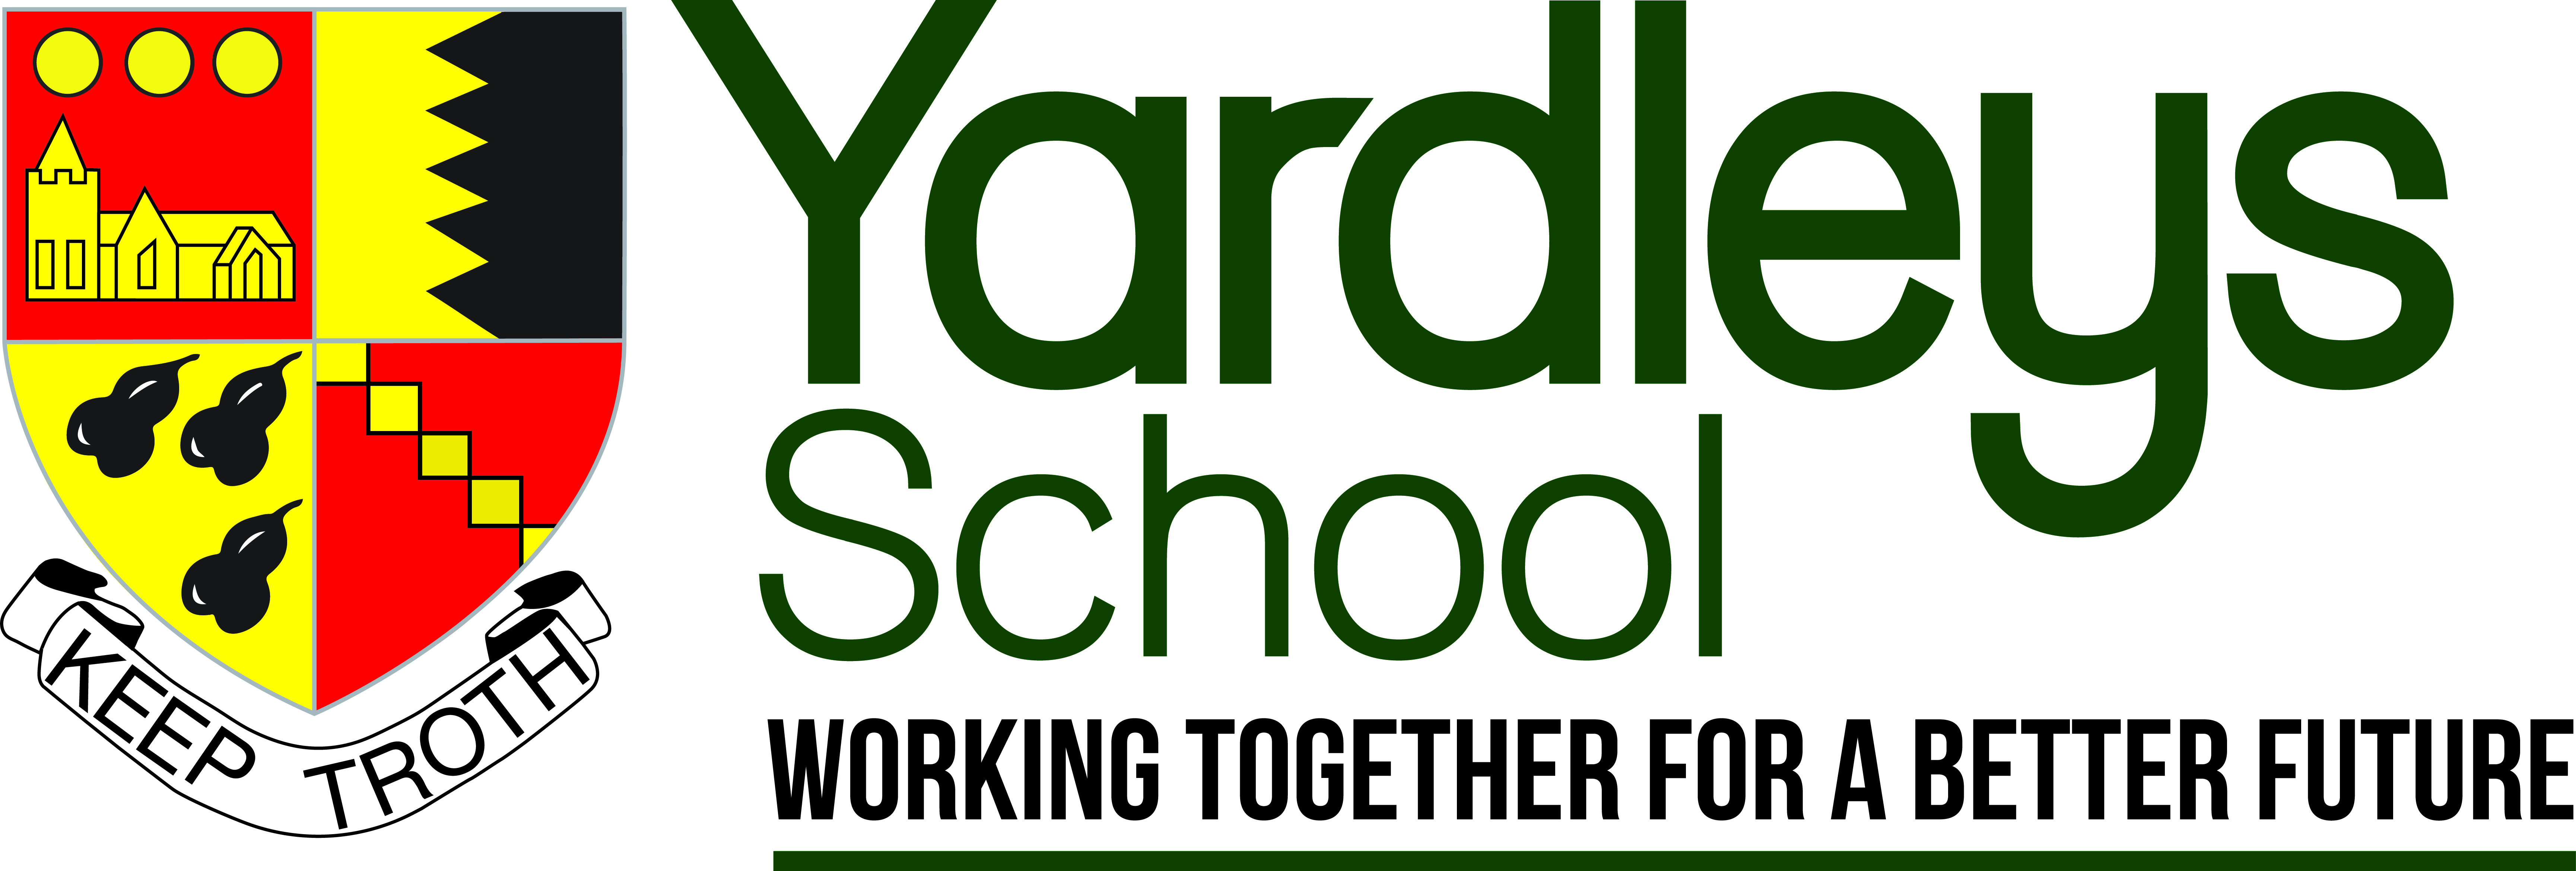 Yardleys
School
WORKING TOGETHER FOR A BETTER FUTURE
KEEP TROTH